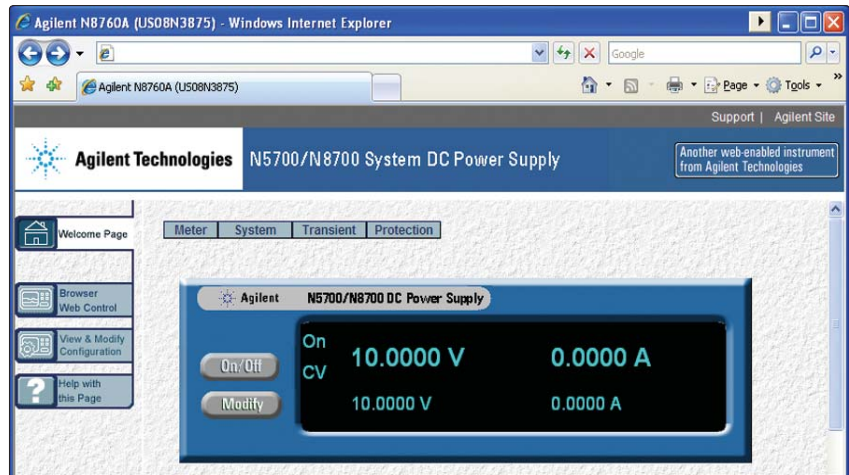 Agilent N8760A (US08N3875) - Windows Internet Explorer
Google
Agilent N8760A (US08N3875)
Page
Tools
»
Support | Agilent Site
Agilent Technologies
N5700/N8700 System DC Power Supply
Another web-enabled instrument
from Agilent Technologies
Welcome Page
Meter
System
Transient
Protection
Browser
Web Control
View & Modify
Configuration
Help with
this Page
Agilent
N5700/N8700 DC Power Supply
On/Off
Modify
On
CV
10.0000 V
0.0000 A
10.0000 V
0.0000 A